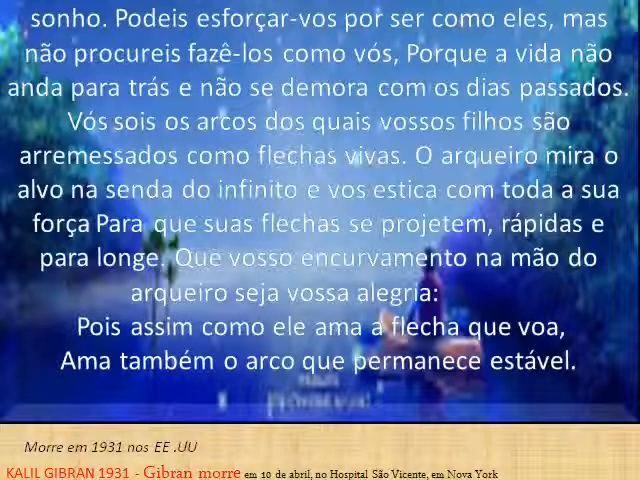 sonho. Podeis esforçar-vos por ser como eles, mas
não procureis fazê-los como vós, Porque a vida não
anda para trás e não se demora com os dias passados.
Vós sois os arcos dos quais vossos filhos são
arremessados como flechas vivas. O arqueiro mira o
alvo na senda do infinito e vos estica com toda a sua
força Para que suas flechas se projetem, rápidas e
para longe. Que vosso encurvamento na mão do
arqueiro seja vossa alegria:
Pois assim como ele ama a flecha que voa,
Ama também o arco que permanece estável.
Morre em 1931 nos EE .UU
KALIL GIBRAN 1931 - Gibran morre em 10 de abril, no Hospital São Vicente, em Nova York